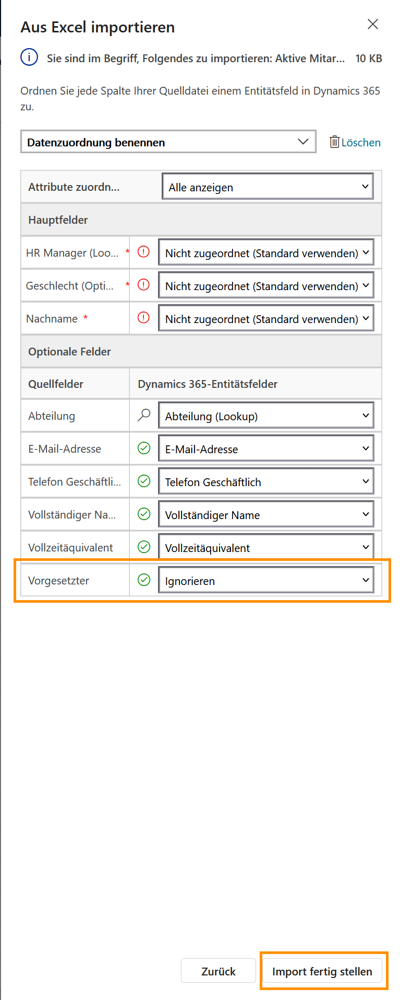 Aus Excel importieren
Sie sind im Begriff, Folgendes zu importieren: Aktive Mitar... 10 KB
Ordnen Sie jede Spalte Ihrer Quelldatei einem Entitätsfeld in Dynamics 365
zu.
Datenzuordnung benennen Löschen
Attribute zuordn... Alle anzeigen
Hauptfelder
HR Manager (Loo... * Nicht zugeordnet (Standard verwenden)
Geschlecht (Opti... * Nicht zugeordnet (Standard verwenden)
Nachname * Nicht zugeordnet (Standard verwenden)
Optionale Felder
Quellfelder Dynamics 365-Entitätsfelder
Abteilung Abteilung (Lookup)
E-Mail-Adresse E-Mail-Adresse
Telefon Geschäftli... Telefon Geschäftlich
Vollständiger Na... Vollständiger Name
Vollzeitäquivalent Vollzeitäquivalent
Vorgesetzter Ignorieren
Zurück Import fertig stellen